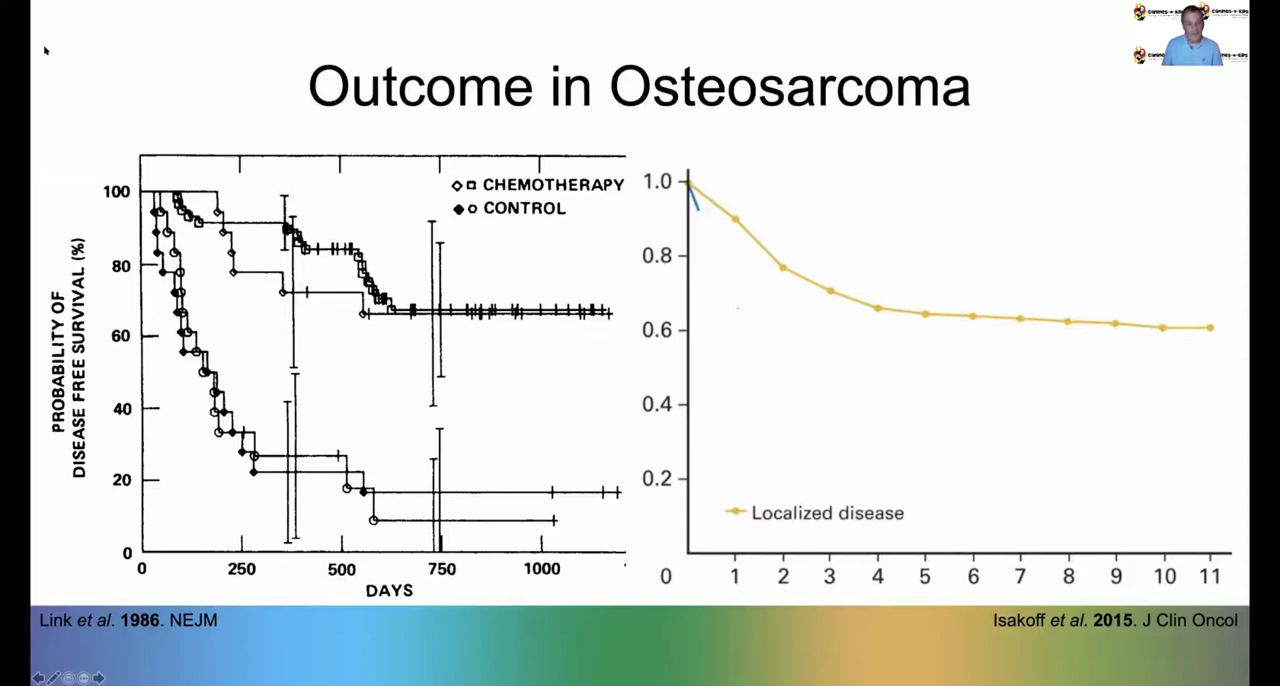 Outcome in Osteosarcoma
PROBABILITY OF
DISEASE FREE SURVIVAL (%)
100
80
60
40
20
0
CHEMOTHERAPY
CONTROL
0 250 500 750 1000
DAYS
1.0
0.8
0.6
0.4
0.2
0 1 2 3 4 5 6 7 8 9 10 11
Localized disease
Link et al. 1986. NEJM
Isakoff et al. 2015. J Clin Oncol